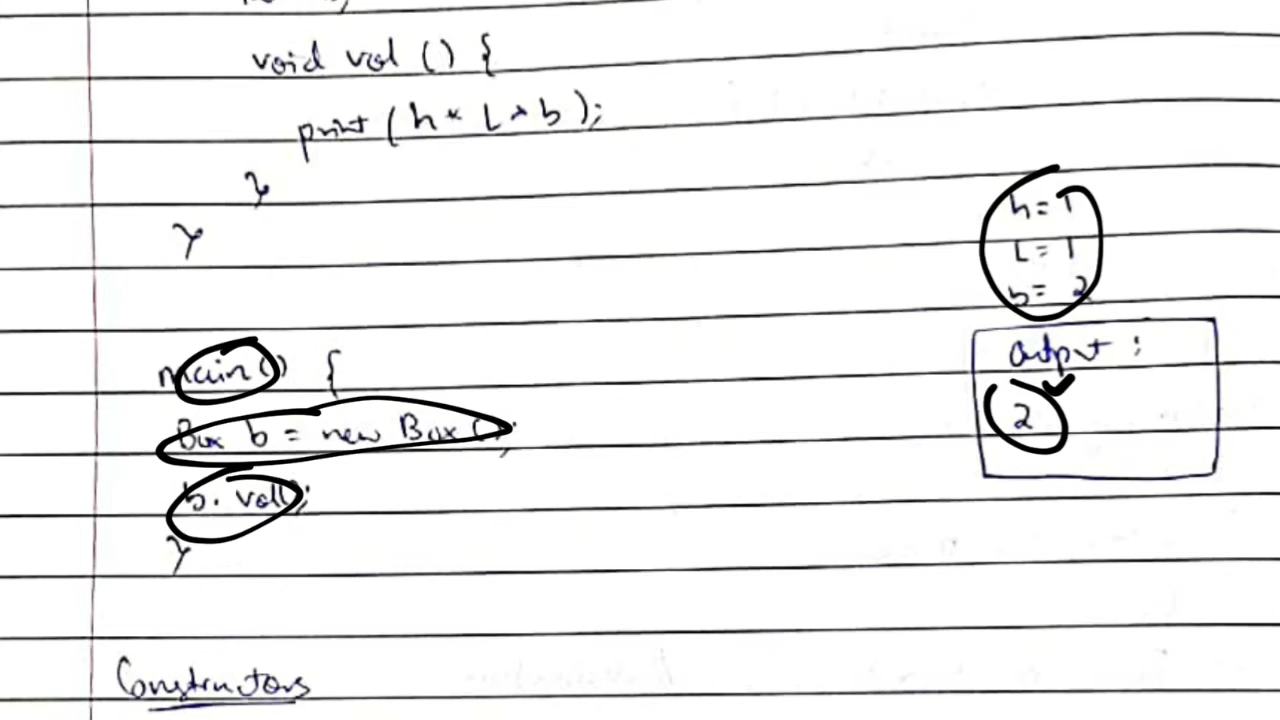 void vol () {
print (h * L * b);
}
}
h = 1
L = 1
b = 2
main() {
Box b = new Box();
b. vol();
}
output :
2
Constructors